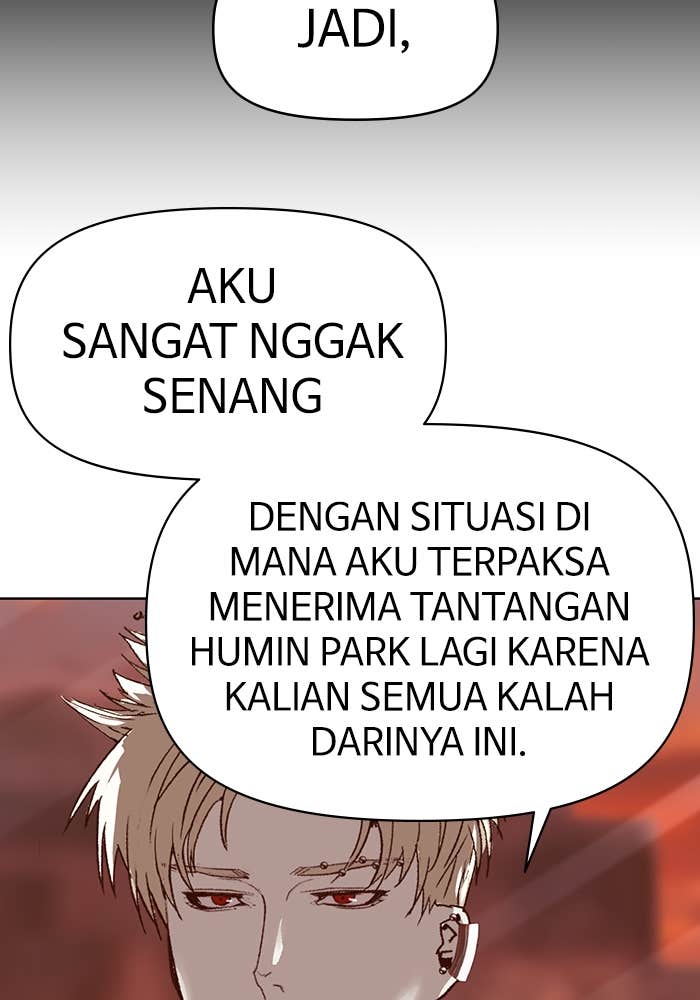 JADI,
AKU
SANGAT NGGAK
SENANG
DENGAN SITUASI DI
MANA AKU TERPAKSA
MENERIMA TANTANGAN
HUMIN PARK LAGI KARENA
KALIAN SEMUA KALAH
DARINYA INI.